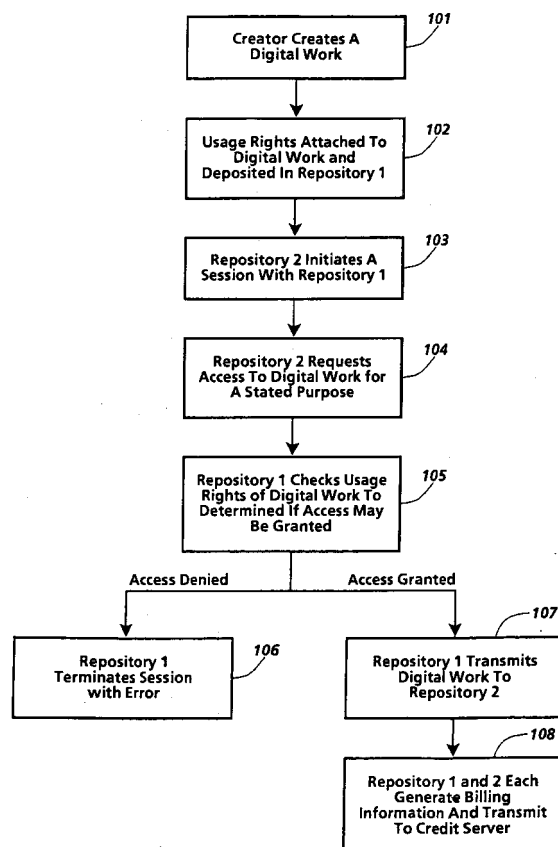 101
Creator Creates A
Digital Work
102
Usage Rights Attached To
Digital Work and
Deposited In Repository 1
103
Repository 2 Initiates A
Session With Repository 1
104
Repository 2 Requests
Access To Digital Work for
A Stated Purpose
105
Repository 1 Checks Usage
Rights of Digital Work To
Determined If Access May
Be Granted
Access Denied
Access Granted
106
Repository 1
Terminates Session
with Error
107
Repository 1 Transmits
Digital Work To
Repository 2
108
Repository 1 and 2 Each
Generate Billing
Information And Transmit
To Credit Server